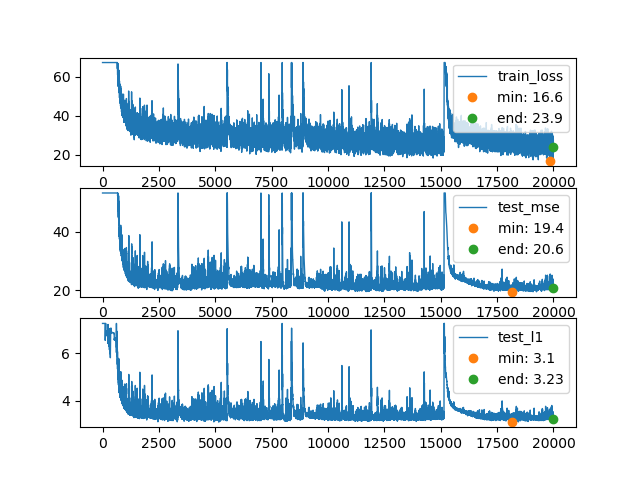 60
40
20
train_loss
min: 16.6
end: 23.9
0 2500 5000 7500 10000 12500 15000 17500 20000
40
20
test_mse
min: 19.4
end: 20.6
0 2500 5000 7500 10000 12500 15000 17500 20000
6
4
test_l1
min: 3.1
end: 3.23
0 2500 5000 7500 10000 12500 15000 17500 20000